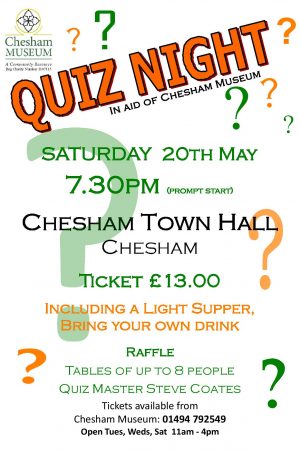 Chesham
MUSEUM
A Community Resource
QUIZ NIGHT
In aid of Chesham Museum
Saturday 20th May
7.30pm (prompt start)
Chesham Town Hall
Chesham
Ticket £13.00
Including a Light Supper,
Bring your own drink
Raffle
Tables of up to 8 people
Quiz Master Steve Coates
Tickets available from
Chesham Museum: 01494 792549
Open Tues, Weds, Sat 11am - 4pm